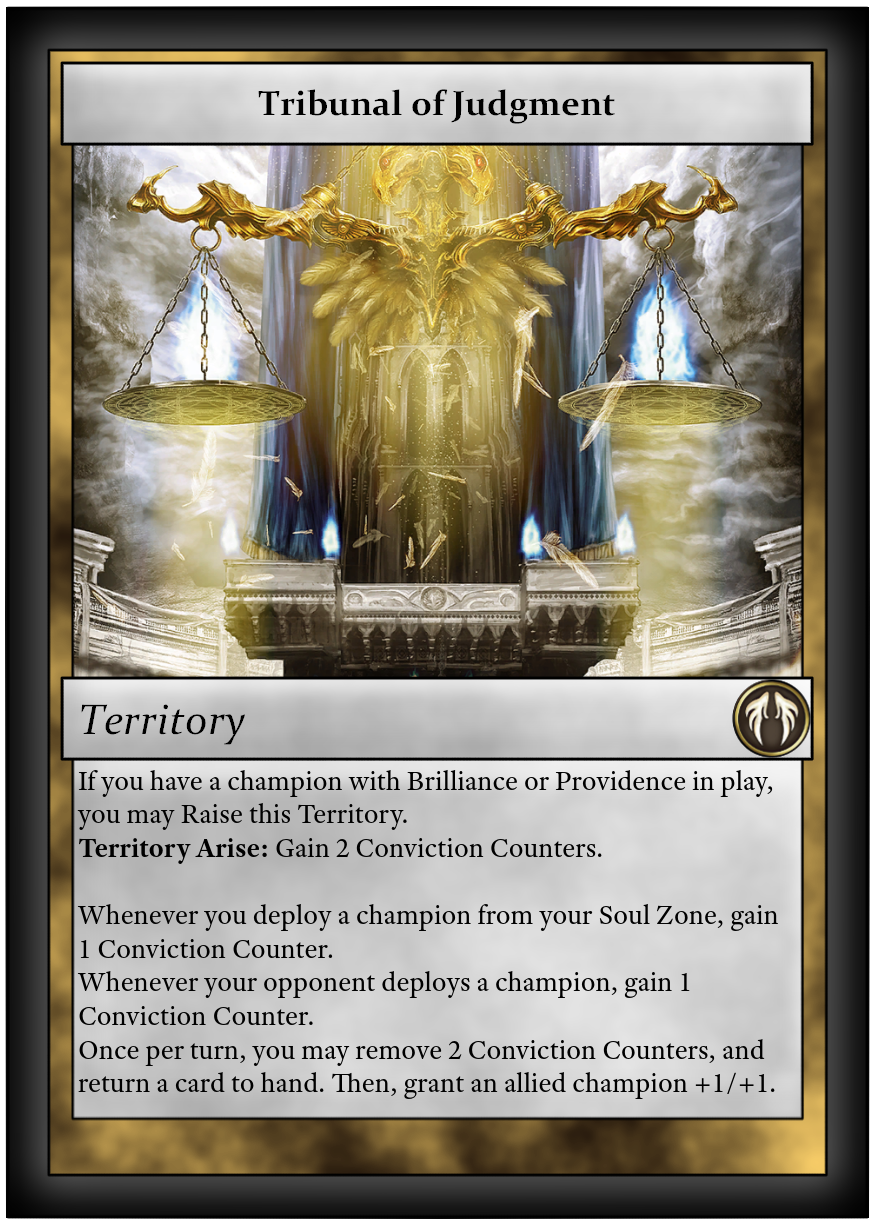 Tribunal of Judgment
Territory
If you have a champion with Brilliance or Providence in play,
you may Raise this Territory.
Territory Arise: Gain 2 Conviction Counters.
Whenever you deploy a champion from your Soul Zone, gain
1 Conviction Counter.
Whenever your opponent deploys a champion, gain 1
Conviction Counter.
Once per turn, you may remove 2 Conviction Counters, and
return a card to hand. Then, grant an allied champion +1/+1.